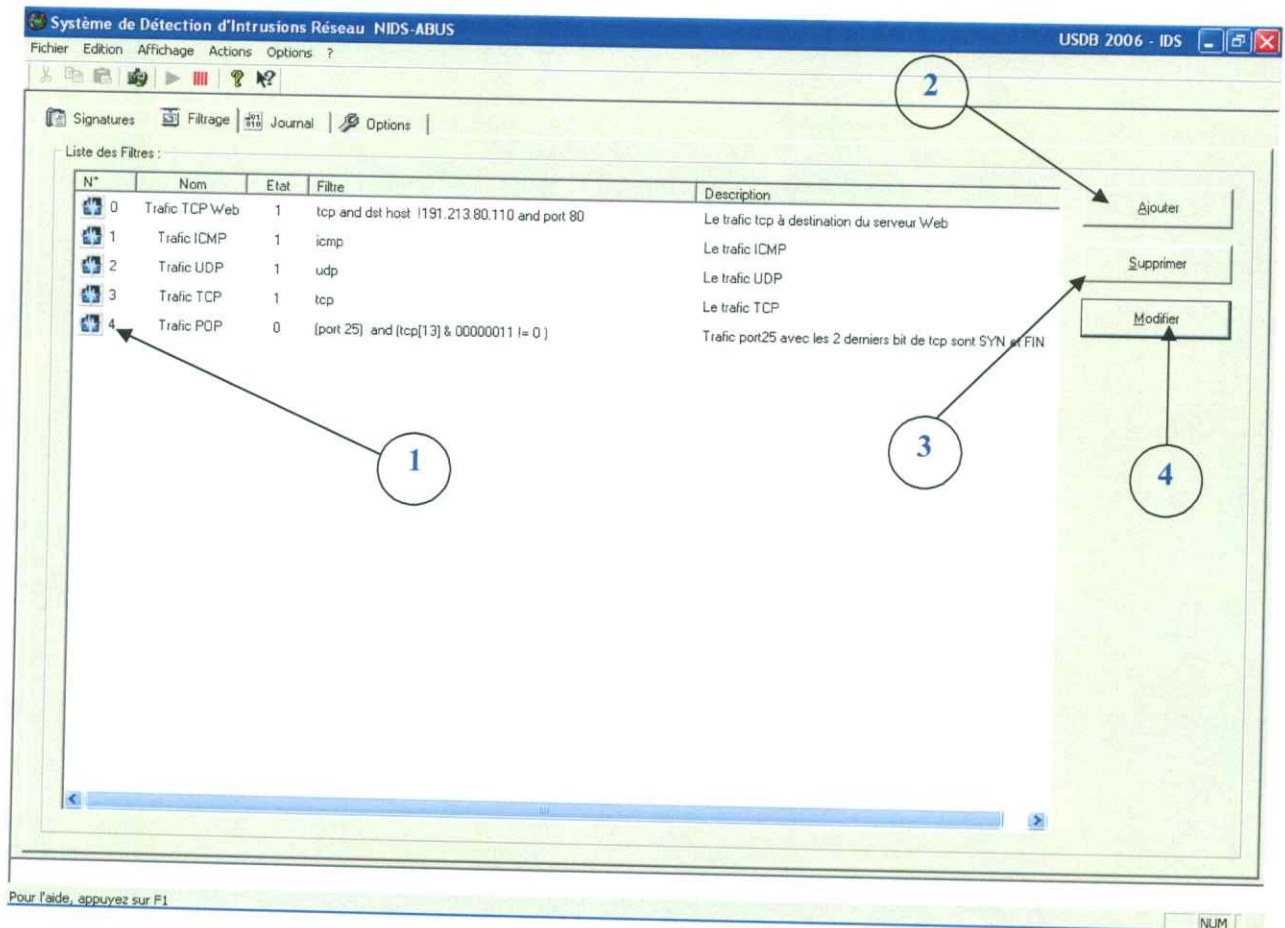 Système de Détection d'Intrusions Réseau NIDS-ABUS
USDB 2006 - IDS
Fichier Edition Affichage Actions Options ?
2
Signatures Filtrage Journal Options
Liste des Filtres :
N° Nom Etat Filtre Description
0 Trafic TCP Web 1 tcp and dst host !191.213.80.110 and port 80 Le trafic tcp à destination du serveur Web
1 Trafic ICMP 1 icmp Le trafic ICMP
2 Trafic UDP 1 udp Le trafic UDP
3 Trafic TCP 1 tcp Le trafic TCP
4 Trafic POP 0 (port 25) and (tcp[13] & 00000011 != 0 ) Trafic port25 avec les 2 derniers bit de tcp sont SYN et FIN
Ajouter
Supprimer
Modifier
1
3
4
Pour l'aide, appuyez sur F1
NUM